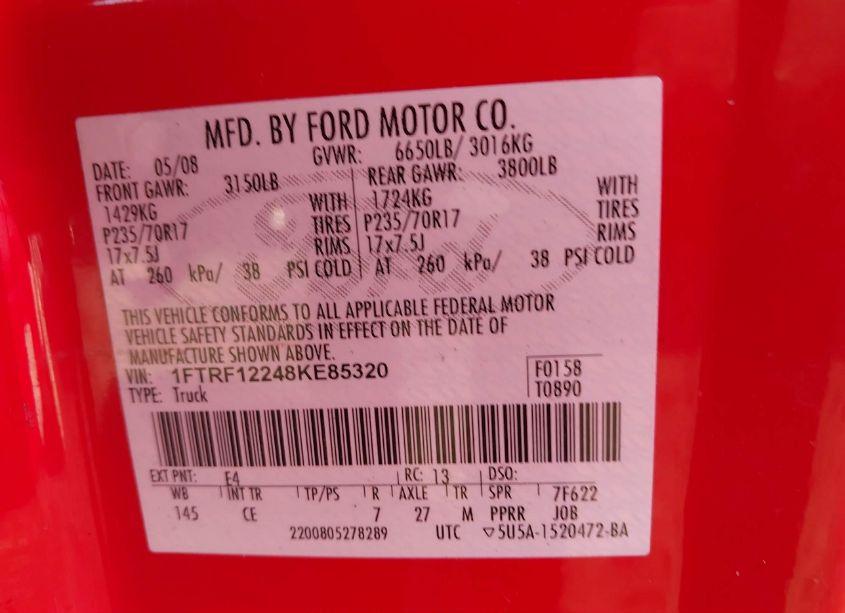 MFD. BY FORD MOTOR CO.
DATE: 05/08 GVWR: 6650LB/ 3016KG
FRONT GAWR: 3150LB REAR GAWR: 3800LB
1429KG WITH 1724KG WITH
P235/70R17 TIRES P235/70R17 TIRES
17x7.5J RIMS 17x7.5J RIMS
AT 260 kPa/ 38 PSI COLD AT 260 kPa/ 38 PSI COLD
Ford
THIS VEHICLE CONFORMS TO ALL APPLICABLE FEDERAL MOTOR
VEHICLE SAFETY STANDARDS IN EFFECT ON THE DATE OF
MANUFACTURE SHOWN ABOVE.
VIN: 1FTRF12248KE85320 F0158
TYPE: Truck T0890
EXT PNT: E4 RC: 13 DSO:
WB INT TR TP/PS R AXLE TR SPR 7F622
145 CE 7 27 M PPRR JOB
2200805278289 UTC ▽5U5A-1520472-BA